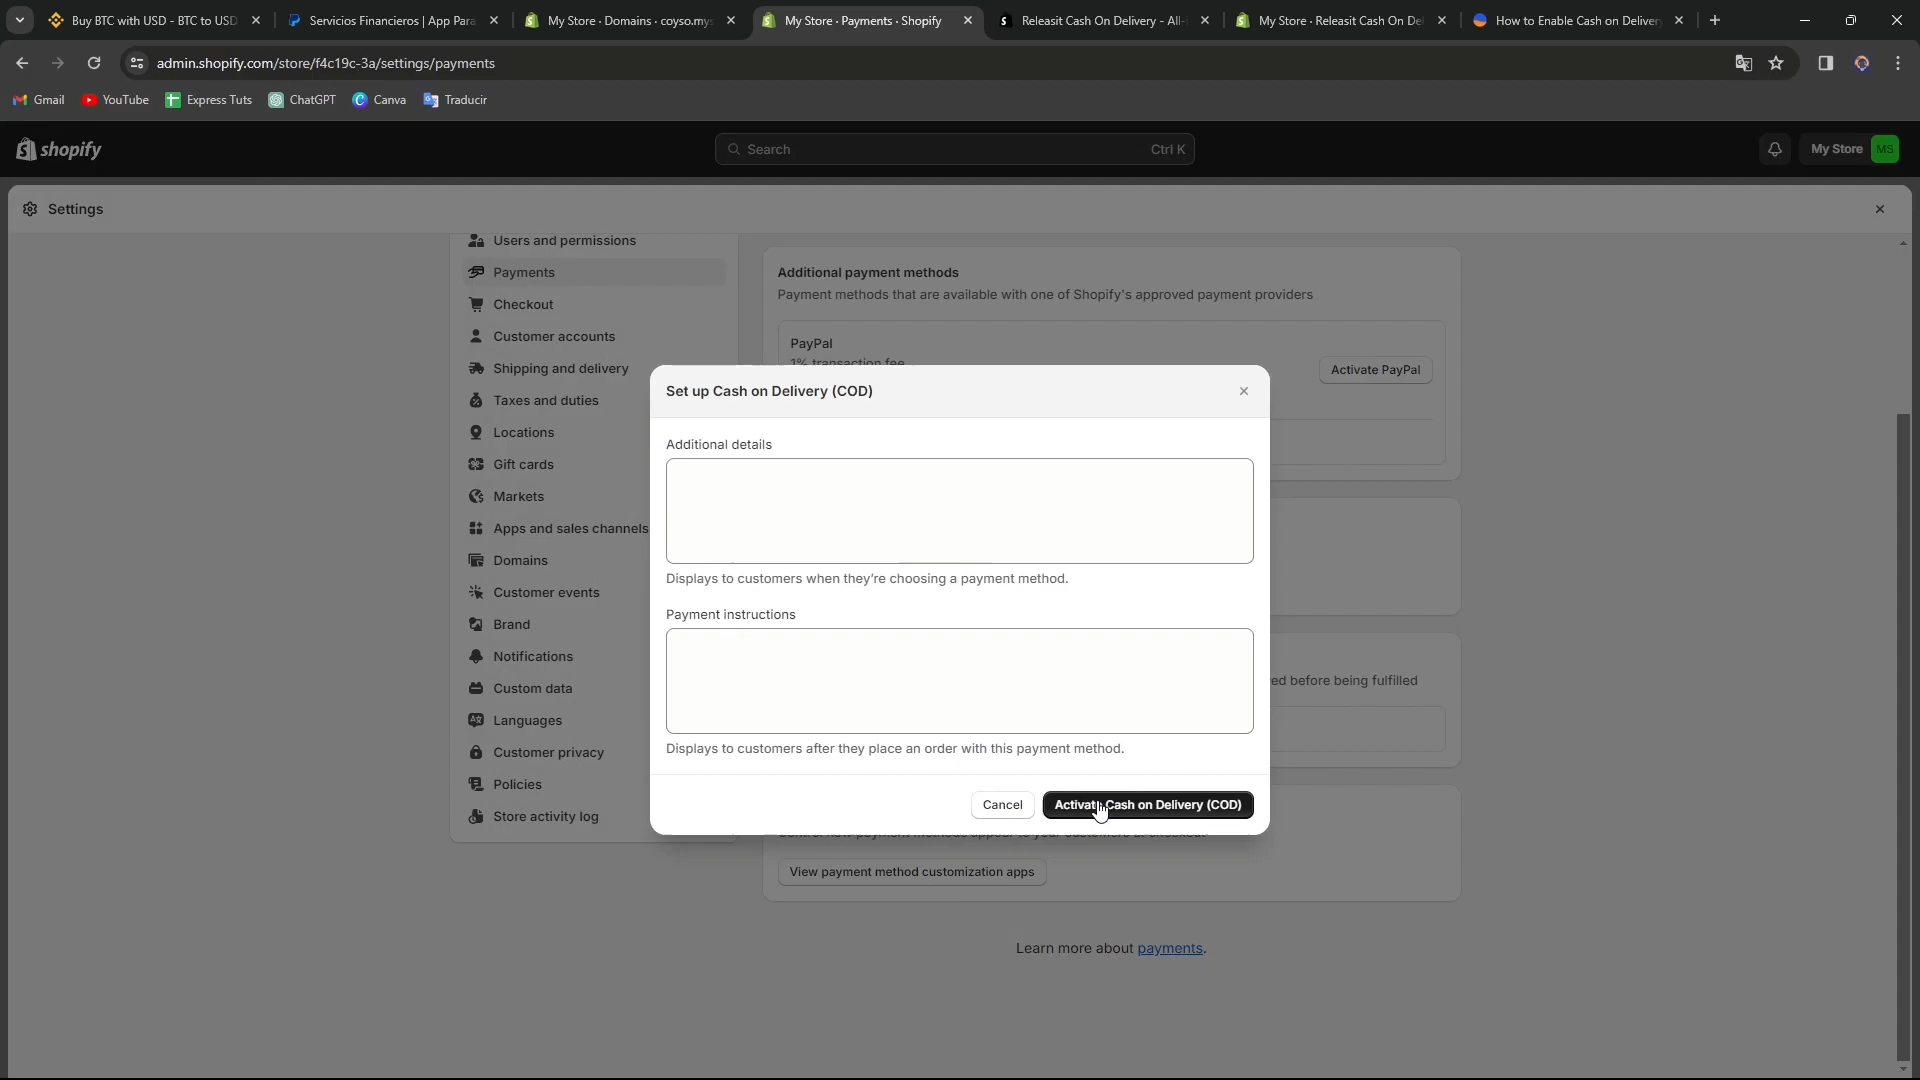 Buy BTC with USD - BTC to USD
Servicios Financieros | App Para
My Store · Domains · coyso.mys
My Store · Payments · Shopify
Releasit Cash On Delivery - All-
My Store · Releasit Cash On De
How to Enable Cash on Deliver
admin.shopify.com/store/f4c19c-3a/settings/payments
Gmail
YouTube
Express Tuts
ChatGPT
Canva
Traducir
shopify
Search
Ctrl K
My Store
MS
Settings
Users and permissions
Payments
Checkout
Customer accounts
Shipping and delivery
Taxes and duties
Locations
Gift cards
Markets
Apps and sales channels
Domains
Customer events
Brand
Notifications
Custom data
Languages
Customer privacy
Policies
Store activity log
Additional payment methods
Payment methods that are available with one of Shopify's approved payment providers
PayPal
1% transaction fee
Activate PayPal
Set up Cash on Delivery (COD)
Additional details
Displays to customers when they're choosing a payment method.
Payment instructions
Displays to customers after they place an order with this payment method.
Cancel
Activate Cash on Delivery (COD)
ed before being fulfilled
View payment method customization apps
Learn more about payments.